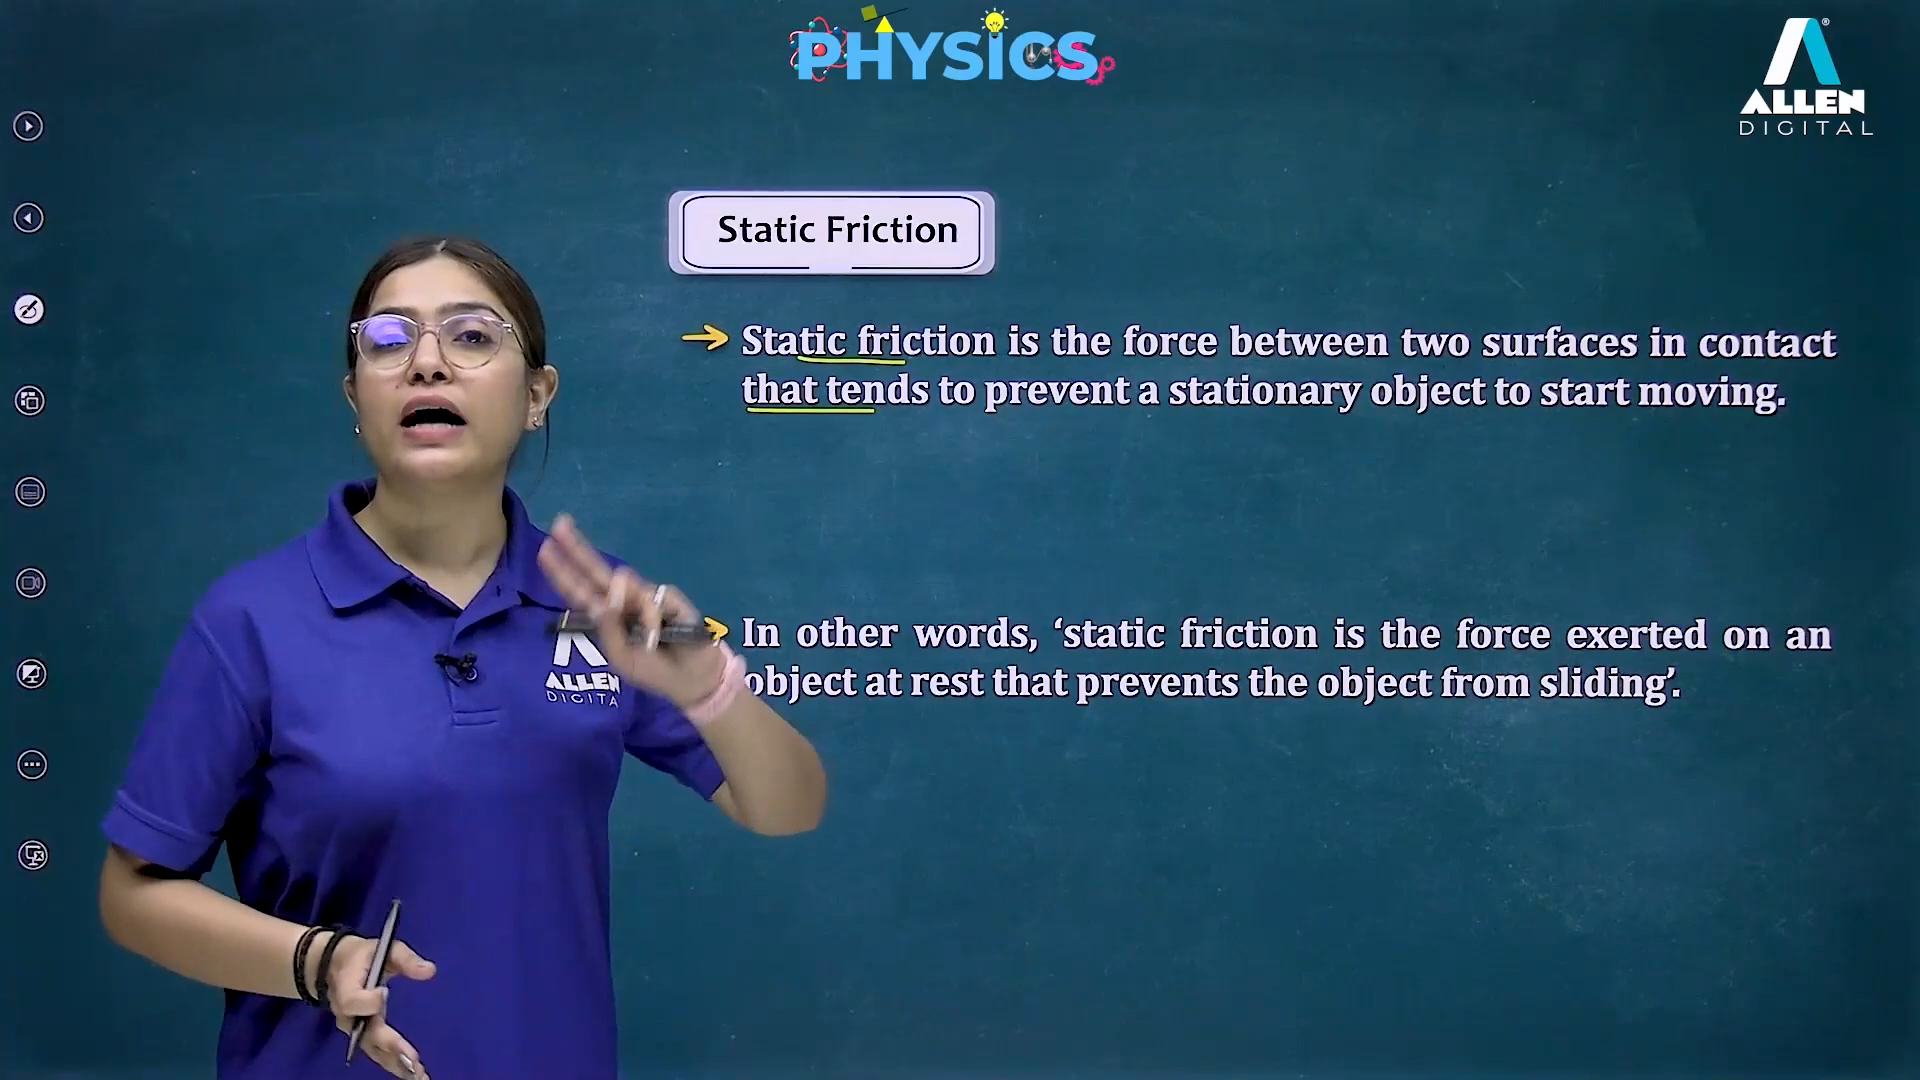 PHYSICS
ALLEN
DIGITAL
Static Friction
Static friction is the force between two surfaces in contact
that tends to prevent a stationary object to start moving.
In other words, ‘static friction is the force exerted on an
object at rest that prevents the object from sliding’.
ALLEN
DIGITA